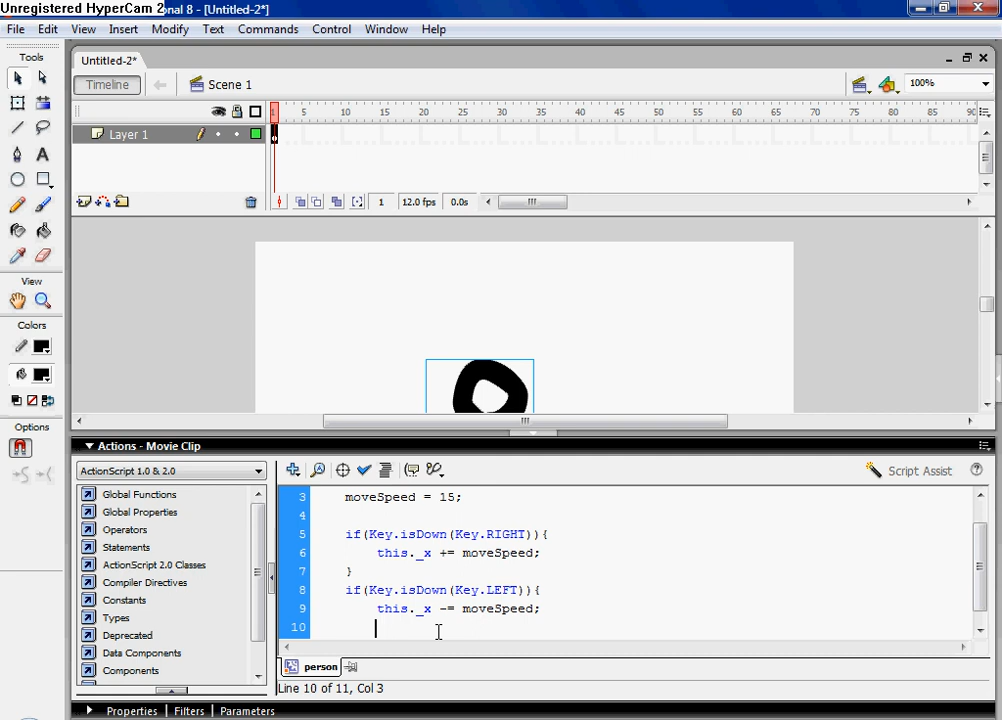 Unregistered HyperCam 2
onal 8 - [Untitled-2*]
File Edit View Insert Modify Text Commands Control Window Help
Tools
Untitled-2*
Timeline
Scene 1
100%
1 5 10 15 20 25 30 35 40 45 50 55 60 65 70 75 80 85 90
Layer 1
1 12.0 fps 0.0s
View
Colors
Options
Actions - Movie Clip
ActionScript 1.0 & 2.0
Script Assist
Global Functions
Global Properties
Operators
Statements
ActionScript 2.0 Classes
Compiler Directives
Constants
Types
Deprecated
Data Components
Components
3 moveSpeed = 15;
4
5 if(Key.isDown(Key.RIGHT)){
6 this._x += moveSpeed;
7 }
8 if(Key.isDown(Key.LEFT)){
9 this._x -= moveSpeed;
10
person
Line 10 of 11, Col 3
Properties Filters Parameters